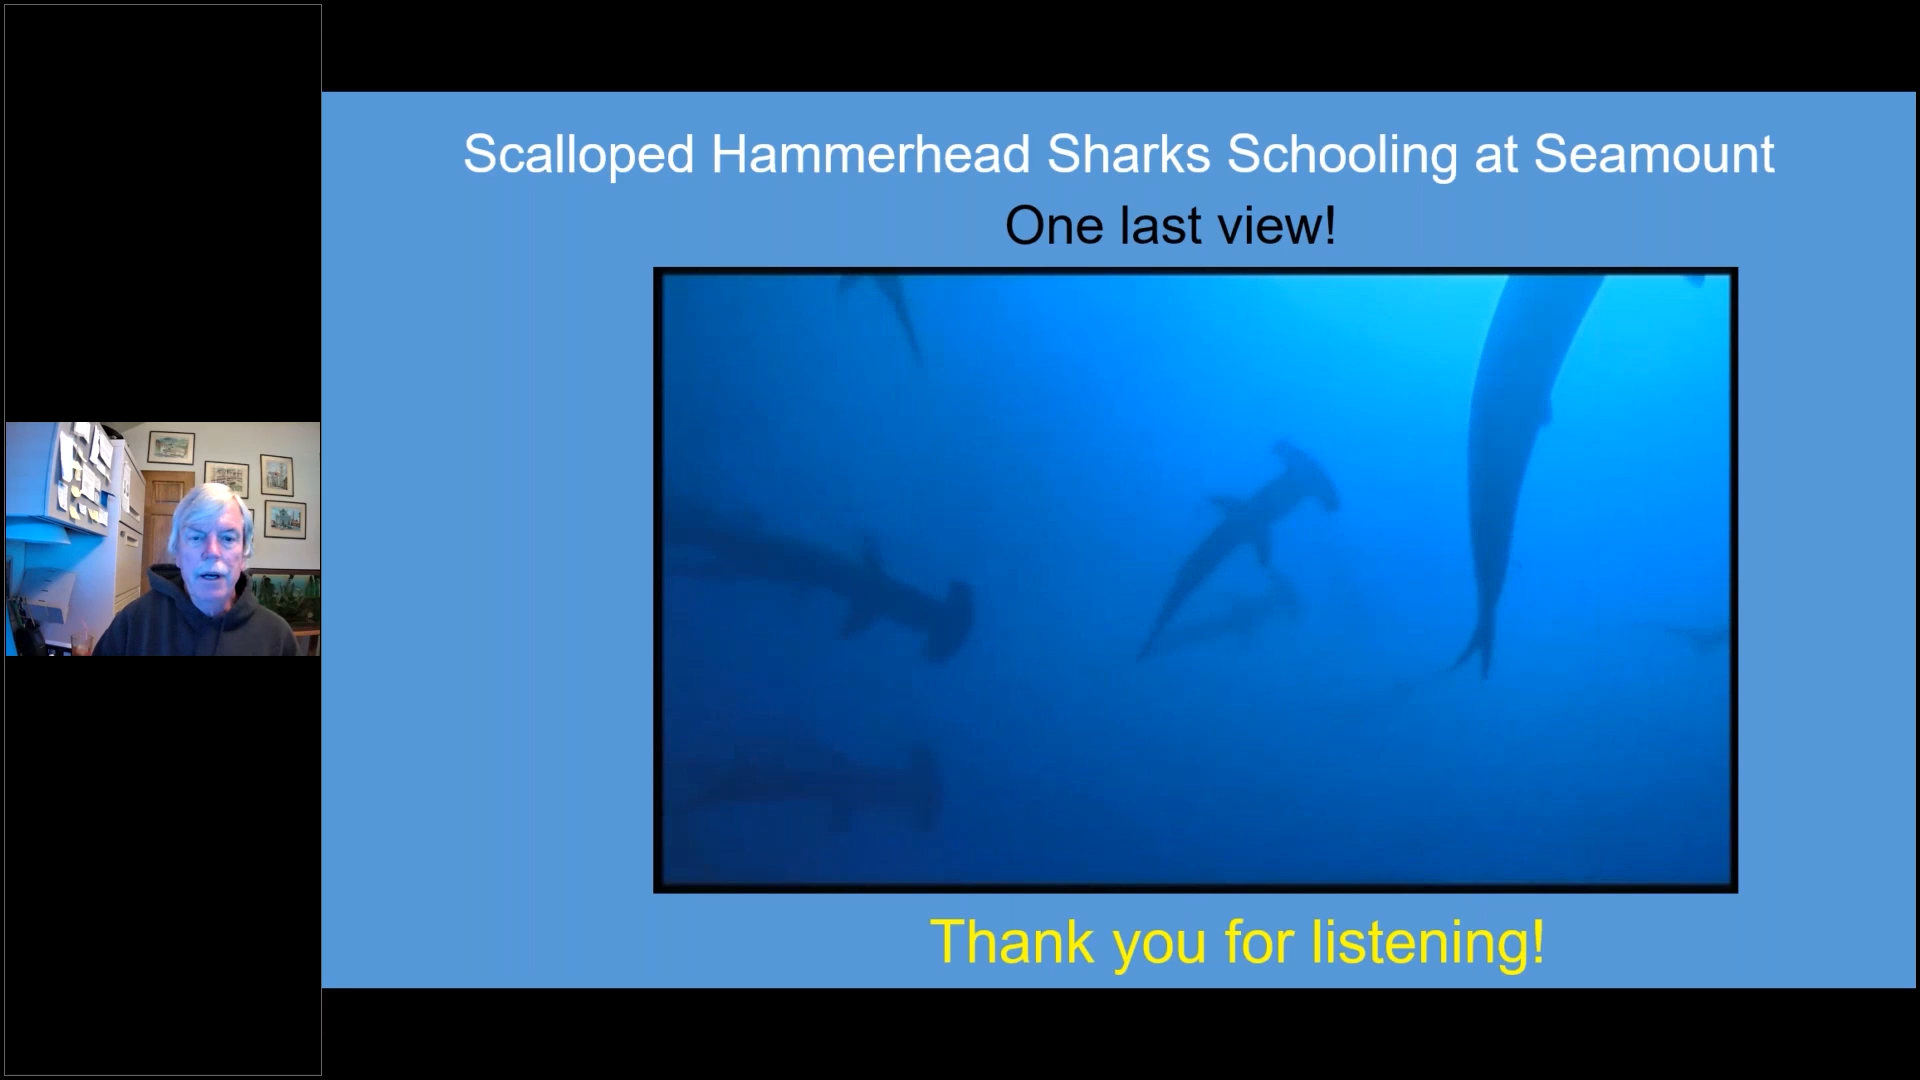 Scalloped Hammerhead Sharks Schooling at Seamount
One last view!
Thank you for listening!